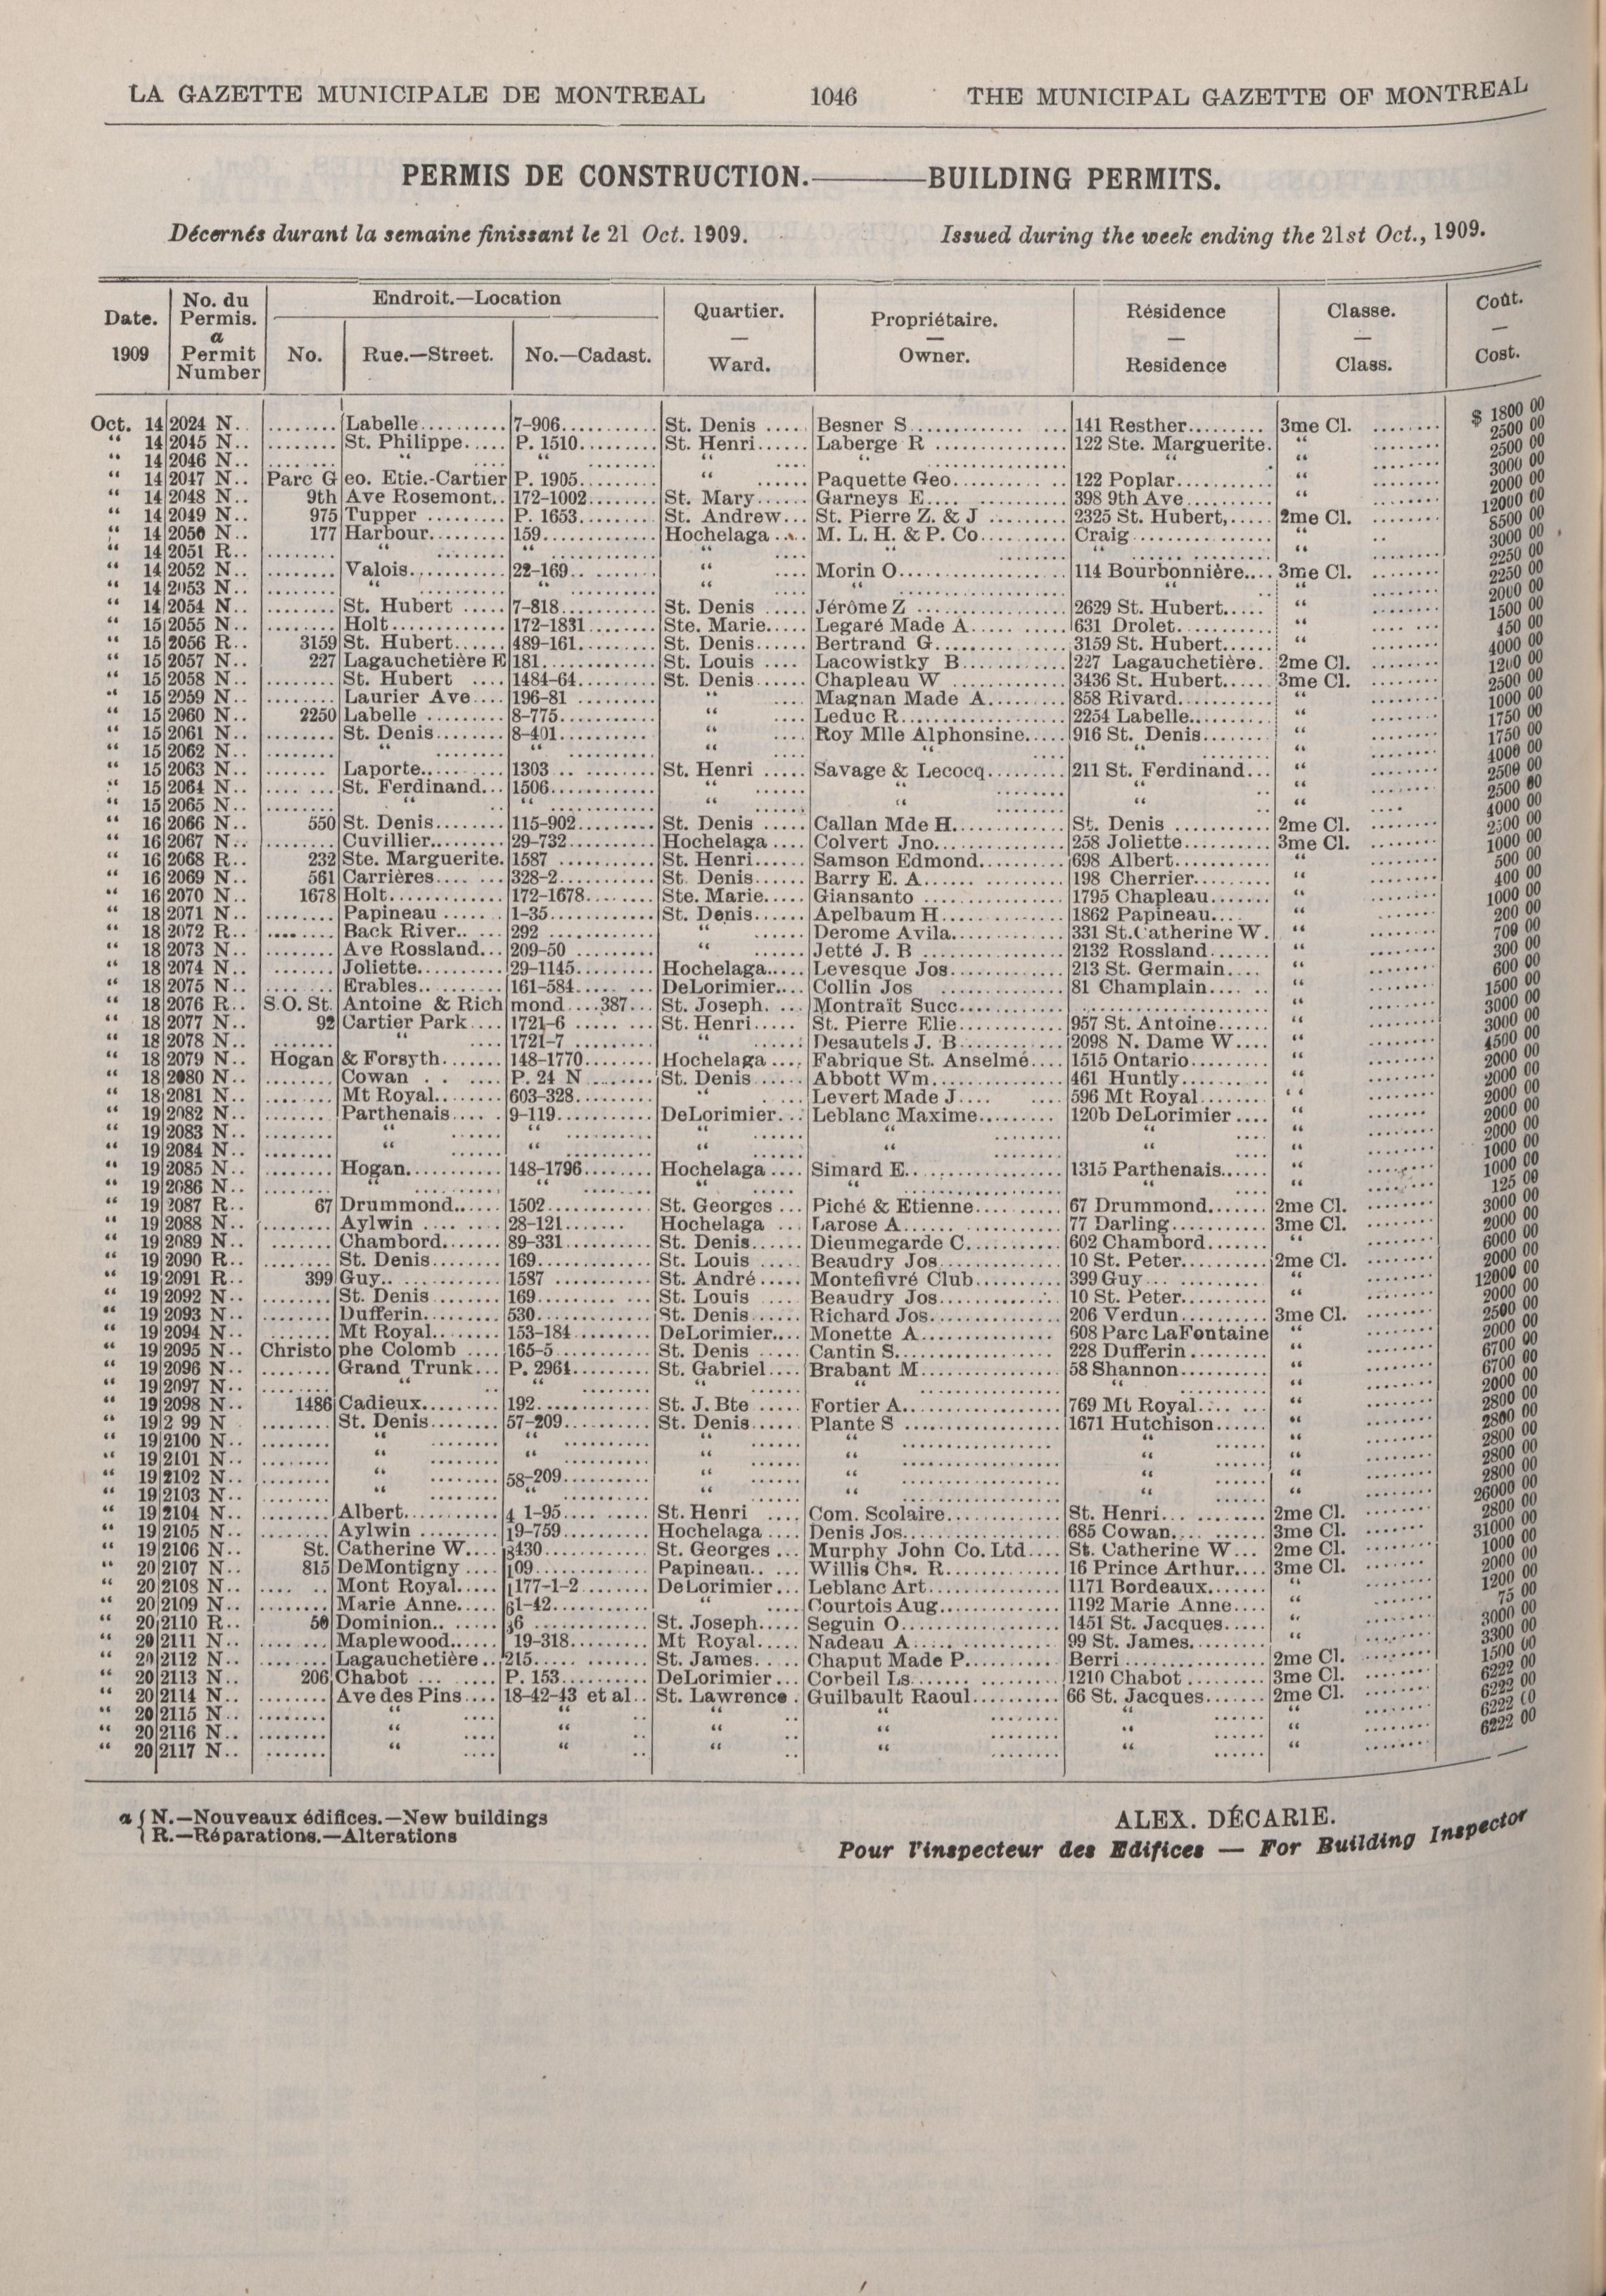 LA GAZETTE MUNICIPALE DE MONTREAL 1046 THE MUNICIPAL GAZETTE OF MONTREAL
PERMIS DE CONSTRUCTION.———BUILDING PERMITS.
Décernés durant la semaine finissant le 21 Oct. 1909. Issued during the week ending the 21st Oct., 1909.
Date. 1909 No. du Permis. a Permit Number Endroit.—Location No. Rue.—Street. No.—Cadast. Quartier. — Ward. Propriétaire. — Owner. Résidence — Residence Classe. — Class. Coût. — Cost.
Oct. 14 2024 N.. ........ Labelle.......... 7-906........... St. Denis ..... Besner S............. 141 Resther......... 3me Cl. ........ $ 1800 00
“ 14 2045 N.. ........ St. Philippe..... P. 1510......... St. Henri...... Laberge R ............... 122 Ste. Marguerite. “ ........ 2500 00
“ 14 2046 N.. ........ “ .... “ ........ “ .... “ ............... “ . “ ........ 2500 00
“ 14 2047 N.. Parc Geo. Etie.-Cartier P. 1905......... “ ...... Paquette Geo........... 122 Poplar.......... “ ........ 3000 00
“ 14 2048 N.. 9th Ave Rosemont.. 172-1002........ St. Mary...... Garneys E.... .......... 398 9th Ave.......... “ ........ 2000 00
“ 14 2049 N.. 975 Tupper ......... P. 1653......... St. Andrew... St. Pierre Z. & J ......... 2325 St. Hubert,..... 2me Cl. ........ 12000 00
“ 14 2050 N.. 177 Harbour......... 159............. Hochelaga .... M. L. H. & P. Co.......... Craig................ “ .. 8500 00
“ 14 2051 R.. ........ “ ........ “ ........... “ .... “ .......... “ .......... “ ........ 3000 00
“ 14 2052 N.. ........ Valois........... 22-169.......... “ .... Morin O................... 114 Bourbonnière.... 3me Cl. ........ 2250 00
“ 14 2053 N.. ........ “ .......... “ ......... “ .... “ ............... “ ..... “ ........ 2250 00
“ 14 2054 N.. ........ St. Hubert ..... 7-818........... St. Denis ..... Jérôme Z ................. 2629 St. Hubert..... “ ........ 2000 00
“ 15 2055 N.. ........ Holt............. 172-1831........ Ste. Marie..... Legaré Made A........... 631 Drolet........... “ ........ 1500 00
“ 15 2056 R.. 3159 St. Hubert...... 489-161......... St. Denis...... Bertrand G............... 3159 St. Hubert...... “ ........ 450 00
“ 15 2057 N.. 227 Lagauchetière E 181............. St. Louis .... Lacowistky B............ 227 Lagauchetière. 2me Cl. ........ 4000 00
“ 15 2058 N.. ........ St. Hubert .... 1484-64......... St. Denis...... Chapleau W ............. 3436 St. Hubert...... 3me Cl. ........ 1200 00
“ 15 2059 N.. ........ Laurier Ave.... 196-81 ......... “ .... Magnan Made A......... 858 Rivard........... “ ........ 2500 00
“ 15 2060 N.. 2250 Labelle ......... 8-775........... “ .... Leduc R................... 2254 Labelle......... “ ........ 1000 00
“ 15 2061 N.. ........ St. Denis........ 8-401.......... “ .... Roy Mlle Alphonsine..... 916 St. Denis....... “ ........ 1750 00
“ 15 2062 N.. ........ “ ........ “ ......... “ .... “ ........ “ ....... “ ........ 1750 00
“ 15 2063 N.. ....... Laporte.......... 1303... ........ St. Henri ..... Savage & Lecocq......... 211 St. Ferdinand... “ ........ 4000 00
“ 15 2064 N.. ........ St. Ferdinand... 1506............ “ ...... “ ........ “ .. “ ........ 2500 00
“ 15 2065 N.. ........ “ ... “ ........... “ ...... “ ........ “ .. “ .... 2500 00
“ 16 2066 N.. 550 St. Denis........ 115-902......... St. Denis ..... Callan Mde H............. St. Denis ........... 2me Cl. ........ 4000 00
“ 16 2067 N.. ........ Cuvillier........ 29-732.......... Hochelaga .... Colvert Jno.............. 258 Joliette.......... 3me Cl. ........ 2500 00
“ 16 2068 R.. 232 Ste. Marguerite. 1587 ........... St. Henri...... Samson Edmond.......... 698 Albert........... “ ........ 1000 00
“ 16 2069 N.. 561 Carrières.... ... 328-2........... St. Denis...... Barry E. A............... 198 Cherrier......... “ ........ 500 00
“ 16 2070 N.. 1678 Holt............. 172-1678........ Ste. Marie..... Giansanto ............... 1795 Chapleau....... “ ........ 400 00
“ 18 2071 N.. ........ Papineau ...... 1-35............ St. Denis...... Apelbaum H.............. 1862 Papineau.... “ ........ 1000 00
“ 18 2072 R.. ........ Back River.. ... 292 ............ “ ...... Derome Avila............. 331 St.Catherine W. “ ........ 200 00
“ 18 2073 N.. ........ Ave Rossland... 209-50 ......... “ ...... Jetté J. B .............. 2132 Rossland....... “ ........ 700 00
“ 18 2074 N.. ....... Joliette.......... 29-1145......... Hochelaga..... Levesque Jos............. 213 St. Germain.... “ ........ 300 00
“ 18 2075 N.. ....... Erables.......... 161-584......... DeLorimier.... Collin Jos ............. 81 Champlain...... “ ........ 600 00
“ 18 2076 R.. S.O. St. Antoine & Richmond ....387... St. Joseph. ... Montrait Succ............ .................. “ ........ 1500 00
“ 18 2077 N.. 92 Cartier Park.... 1721-6 ......... St. Henri..... St. Pierre Elie........... 957 St. Antoine...... “ ........ 3000 00
“ 18 2078 N.. ....... “ .... 1721-7 ......... “ ...... Desautels J. B........... 2098 N. Dame W.... “ ........ 3000 00
“ 18 2079 N.. Hogan & Forsyth....... 148-1770........ Hochelaga .... Fabrique St. Anselmé.... 1515 Ontario......... “ ........ 4500 00
“ 18 2080 N.. ........ Cowan . . .... P. 24 N ........ St. Denis...... Abbott Wm.............. 461 Huntly........ “ ........ 2000 00
“ 18 2081 N.. ........ Mt Royal........ 603-328......... “ ...... Levert Made J.... .... 596 Mt Royal........ “ ........ 2000 00
“ 19 2082 N.. ........ Parthenais...... 9-119........... DeLorimier... Leblanc Maxime......... 120b DeLorimier .... “ ........ 2000 00
“ 19 2083 N.. ........ “ ...... “ .......... “ ...... “ ........ “ .... “ ........ 2000 00
“ 19 2084 N.. ........ “ ...... “ .......... “ ...... “ ........ “ .... “ ........ 2000 00
“ 19 2085 N.. ........ Hogan........... 148-1796........ Hochelaga .... Simard E................ 1315 Parthenais...... “ ........ 1000 00
“ 19 2086 N.. ........ “ .......... “ ........ “ ..... “ ............... “ .... “ ........ 1000 00
“ 19 2087 R.. 67 Drummond...... 1502............ St. Georges ... Piché & Etienne.......... 67 Drummond....... 2me Cl. ........ 125 00
“ 19 2088 N.. ......... Aylwin .... .... 28-121....... Hochelaga ... Larose A................. 77 Darling........... 3me Cl. ........ 3000 00
“ 19 2089 N.. ....... Chambord....... 89-331.......... St. Denis...... Dieumegarde C........... 602 Chambord....... “ ........ 2000 00
“ 19 2090 R.. ........ St. Denis........ 169............. St. Louis ..... Beaudry Jos.............. 10 St. Peter......... 2me Cl. ........ 6000 00
“ 19 2091 R.. 399 Guy.. .......... 1587 .......... St. André..... Montefivré Club.......... 399 Guy... ......... “ ........ 2000 00
“ 19 2092 N.. ........ St. Denis ....... 169......... ... St. Louis .... Beaudry Jos............. 10 St. Peter......... “ ........ 12000 00
“ 19 2093 N.. ........ Dufferin......... 530............. St. Denis...... Richard Jos.............. 206 Verdun.......... 3me Cl. ........ 2000 00
“ 19 2094 N.. ....... Mt Royal........ 153-184......... DeLorimier.... Monette A............... 608 Parc LaFontaine “ ........ 2500 00
“ 19 2095 N.. Christophe Colomb .... 165-5........... St. Denis ..... Cantin S................. 228 Dufferin......... “ ........ 2000 00
“ 19 2096 N.. ........ Grand Trunk... P. 2961......... St. Gabriel.... Brabant M............... 58 Shannon.......... “ ........ 6700 00
“ 19 2097 N.. ........ “ .. “ ........ “ ...... “ ............... “ .......... “ ........ 6700 00
“ 19 2098 N.. 1486 Cadieux......... 192............. St. J. Bte ..... Fortier A................ 769 Mt Royal... ... “ ........ 2000 00
“ 19 2 99 N ........ St. Denis........ 57-209.......... St. Denis...... Plante S ................ 1671 Hutchison...... “ ........ 2800 00
“ 19 2100 N.. ........ “ ........ “ .......... “ ...... “ ............... “ ...... “ ........ 2800 00
“ 19 2101 N.. ........ “ ........ “ .......... “ ...... “ ............... “ ...... “ ........ 2800 00
“ 19 2102 N.. ........ “ ........ 58-209.......... “ ...... “ ............... “ ...... “ ........ 2800 00
“ 19 2103 N.. ........ “ ........ “ .......... “ ...... “ ............... “ ...... “ ........ 2800 00
“ 19 2104 N.. ........ Albert........... 4 1-95.......... St. Henri .... Com. Scolaire............ St. Henri... ........ 2me Cl. ........ 26000 00
“ 19 2105 N.. ........ Aylwin ......... 19-759.......... Hochelaga .... Denis Jos................ 685 Cowan.... ...... 3me Cl. ........ 2800 00
“ 19 2106 N.. St. Catherine W.... 3430............ St. Georges ... Murphy John Co. Ltd.... St. Catherine W... 2me Cl. ........ 31000 00
“ 20 2107 N.. 815 DeMontigny .... 109............. Papineau.. ... Willis Chs. R............ 16 Prince Arthur.... 3me Cl. ........ 1000 00
“ 20 2108 N.. .... .. Mont Royal..... 177-1-2........ DeLorimier... Leblanc Art.............. 1171 Bordeaux....... “ ........ 2000 00
“ 20 2109 N.. ........ Marie Anne..... 61-42........... “ .... Courtois Aug............ 1192 Marie Anne.... “ ........ 1200 00
“ 20 2110 R.. 50 Dominion.. ..... 36 ............. St. Joseph..... Seguin O................. 1451 St. Jacques..... “ ........ 75 00
“ 20 2111 N.. .... ... Maplewood...... 19-318......... Mt Royal..... Nadeau A............... 99 St. James......... “ ........ 3000 00
“ 20 2112 N.. ........ Lagauchetière .. 215..... ....... St. James..... Chaput Made P.......... Berri ............... 2me Cl. ........ 3300 00
“ 20 2113 N.. 206 Chabot ... ..... P. 153........... DeLorimier ... Corbeil Ls............... 1210 Chabot ......... 3me Cl. ........ 1500 00
“ 20 2114 N.. ........ Ave des Pins.... 18-42-43 et al.. St. Lawrence . Guilbault Raoul.......... 66 St. Jacques....... 2me Cl. ........ 6222 00
“ 20 2115 N.. ........ “ .... “ .. “ .. “ ........ “ ...... “ ........ 6222 00
“ 20 2116 N.. ........ “ .... “ .. “ .. “ ........ “ ...... “ ........ 6222 00
“ 20 2117 N.. ....... “ .... “ .. “ .. “ ........ “ ...... “ ........ 6222 00
a { N.—Nouveaux édifices.—New buildings
R.—Réparations.—Alterations
ALEX. DÉCARIE.
Pour l'inspecteur des Edifices — For Building Inspector